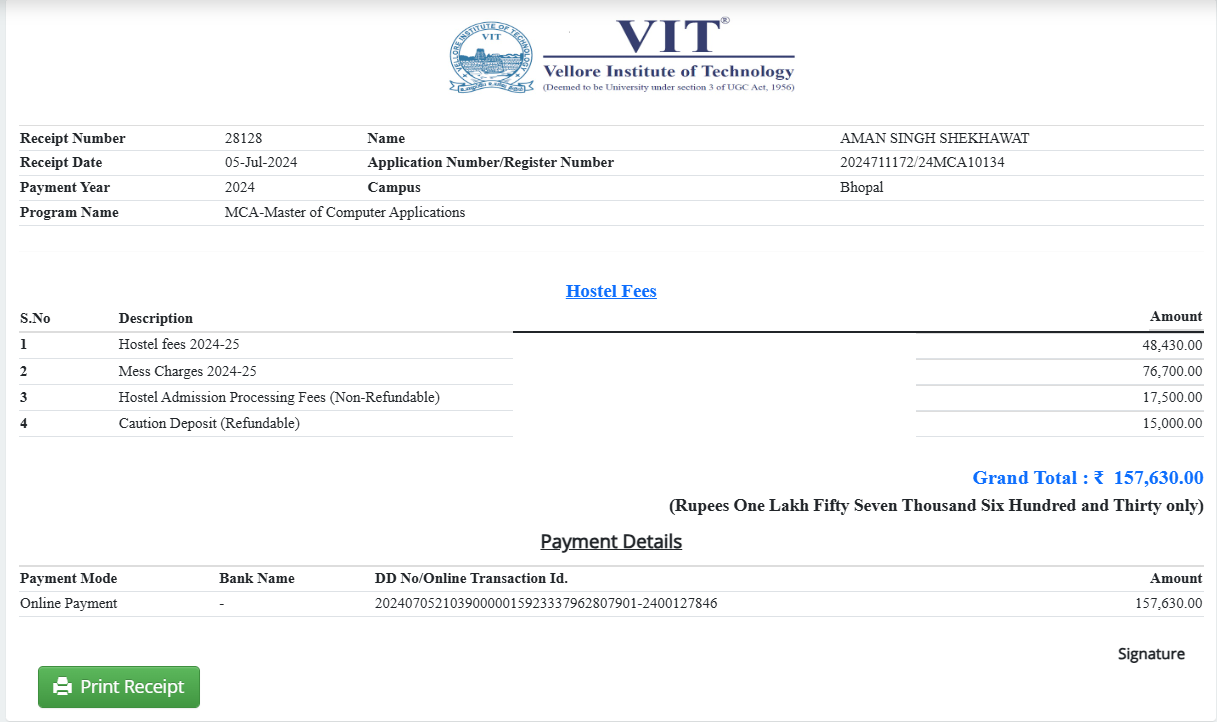 VELLORE INSTITUTE OF TECHNOLOGY
VIT
VIT®
Vellore Institute of Technology
(Deemed to be University under section 3 of UGC Act, 1956)
Receipt Number 28128 Name AMAN SINGH SHEKHAWAT
Receipt Date 05-Jul-2024 Application Number/Register Number 2024711172/24MCA10134
Payment Year 2024 Campus Bhopal
Program Name MCA-Master of Computer Applications
Hostel Fees
S.No Description Amount
1 Hostel fees 2024-25 48,430.00
2 Mess Charges 2024-25 76,700.00
3 Hostel Admission Processing Fees (Non-Refundable) 17,500.00
4 Caution Deposit (Refundable) 15,000.00
Grand Total : ₹ 157,630.00
(Rupees One Lakh Fifty Seven Thousand Six Hundred and Thirty only)
Payment Details
Payment Mode Bank Name DD No/Online Transaction Id. Amount
Online Payment - 20240705210390000015923337962807901-2400127846 157,630.00
Signature
Print Receipt